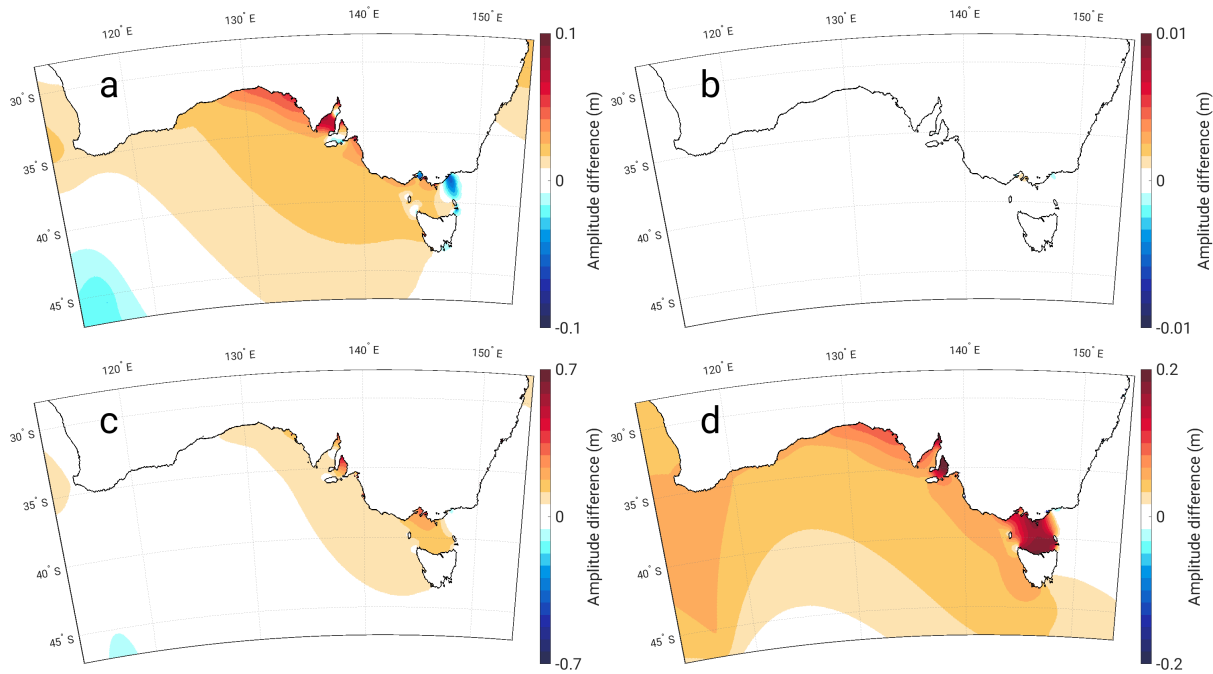 120° E 130° E 140° E 150° E
a
30° S
35° S
40° S
45° S
0.1
0
-0.1
Amplitude difference (m)
120° E 130° E 140° E 150° E
b
30° S
35° S
40° S
45° S
0.01
0
-0.01
Amplitude difference (m)
120° E 130° E 140° E 150° E
c
30° S
35° S
40° S
45° S
0.7
0
-0.7
Amplitude difference (m)
120° E 130° E 140° E 150° E
d
30° S
35° S
40° S
45° S
0.2
0
-0.2
Amplitude difference (m)